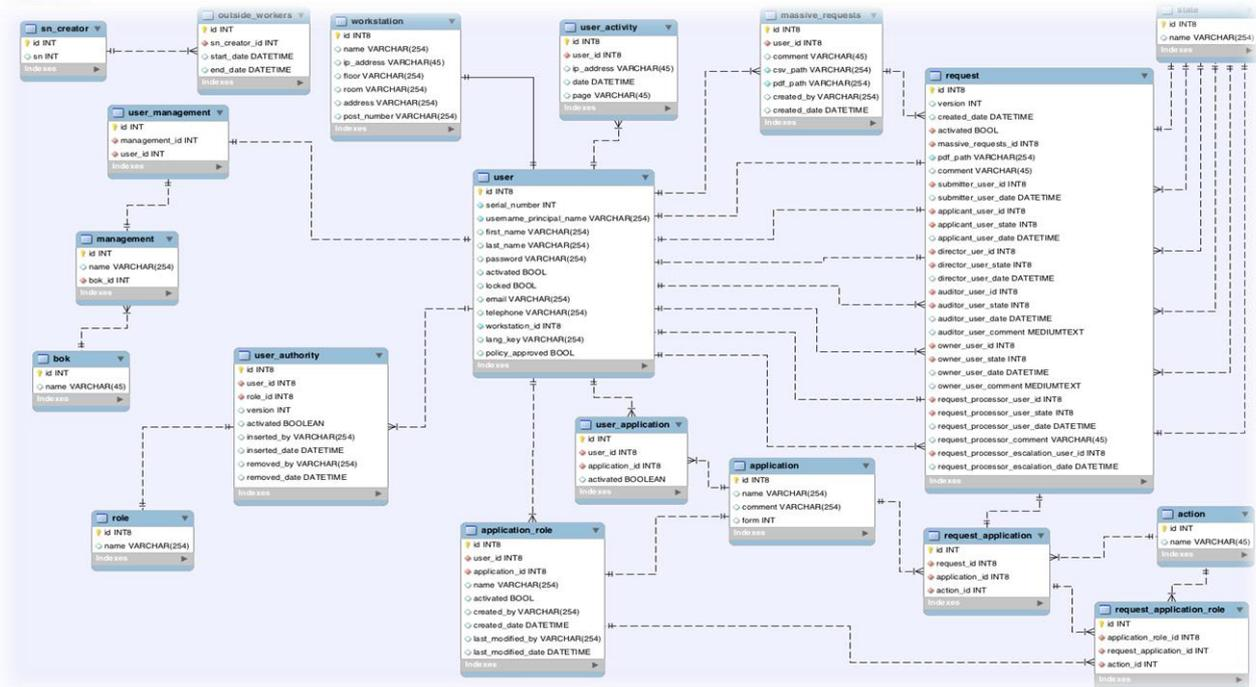 sn_creator
id INT
sn INT
Indexes
outside_workers
id INT
sn_creator_id INT
start_date DATETIME
end_date DATETIME
Indexes
workstation
id INT8
name VARCHAR(254)
ip_address VARCHAR(45)
floor VARCHAR(254)
room VARCHAR(254)
address VARCHAR(254)
post_number VARCHAR(254)
Indexes
user_activity
id INT8
user_id INT8
ip_address VARCHAR(45)
date DATETIME
page VARCHAR(45)
Indexes
massive_requests
id INT8
user_id INT8
comment VARCHAR(45)
csv_path VARCHAR(254)
pdf_path VARCHAR(254)
created_by VARCHAR(254)
created_date DATETIME
Indexes
state
id INT8
name VARCHAR(254)
Indexes
user_management
id INT
management_id INT
user_id INT
Indexes
management
id INT
name VARCHAR(254)
bok_id INT
Indexes
bok
id INT
name VARCHAR(45)
Indexes
user
id INT8
serial_number INT
username_principal_name VARCHAR(254)
first_name VARCHAR(254)
last_name VARCHAR(254)
password VARCHAR(254)
activated BOOL
locked BOOL
email VARCHAR(254)
telephone VARCHAR(254)
workstation_id INT8
lang_key VARCHAR(254)
policy_approved BOOL
Indexes
request
id INT8
version INT
created_date DATETIME
activated BOOL
massive_requests_id INT8
pdf_path VARCHAR(254)
comment VARCHAR(45)
submitter_user_id INT8
submitter_user_date DATETIME
applicant_user_id INT8
applicant_user_state INT8
applicant_user_date DATETIME
director_uer_id INT8
director_user_state INT8
director_user_date DATETIME
auditor_user_id INT8
auditor_user_state INT8
auditor_user_date DATETIME
auditor_user_comment MEDIUMTEXT
owner_user_id INT8
owner_user_state INT8
owner_user_date DATETIME
owner_user_comment MEDIUMTEXT
request_processor_user_id INT8
request_processor_user_state INT8
request_processor_user_date DATETIME
request_processor_comment VARCHAR(45)
request_processor_escalation_user_id INT8
request_processor_escalation_date DATETIME
Indexes
user_authority
id INT8
user_id INT8
role_id INT8
version INT
activated BOOLEAN
inserted_by VARCHAR(254)
inserted_date DATETIME
removed_by VARCHAR(254)
removed_date DATETIME
Indexes
role
id INT8
name VARCHAR(254)
Indexes
user_application
id INT
user_id INT8
application_id INT8
activated BOOLEAN
Indexes
application
id INT8
name VARCHAR(254)
comment VARCHAR(254)
form INT
Indexes
application_role
id INT8
user_id INT8
application_id INT8
name VARCHAR(254)
activated BOOL
created_by VARCHAR(254)
created_date DATETIME
last_modified_by VARCHAR(254)
last_modified_date DATETIME
Indexes
request_application
id INT
request_id INT8
application_id INT8
action_id INT
Indexes
action
id INT
name VARCHAR(45)
Indexes
request_application_role
id INT
application_role_id INT8
request_application_id INT
action_id INT
Indexes